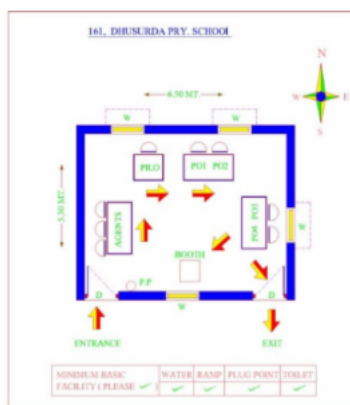 161, DHUSURDA PRY. SCHOOL
N
W E
S
6.50 MT.
W W
PR.O PO1 PO2
5.30 MT.
AGENTS
PO4 PO3
W
BOOTH
P.P
D W D
ENTRANCE EXIT
MINIMUM BASIC FACILITY ( PLEASE ✓ ) WATER RAMP PLUG POINT TOILET
✓ ✓ ✓ ✓